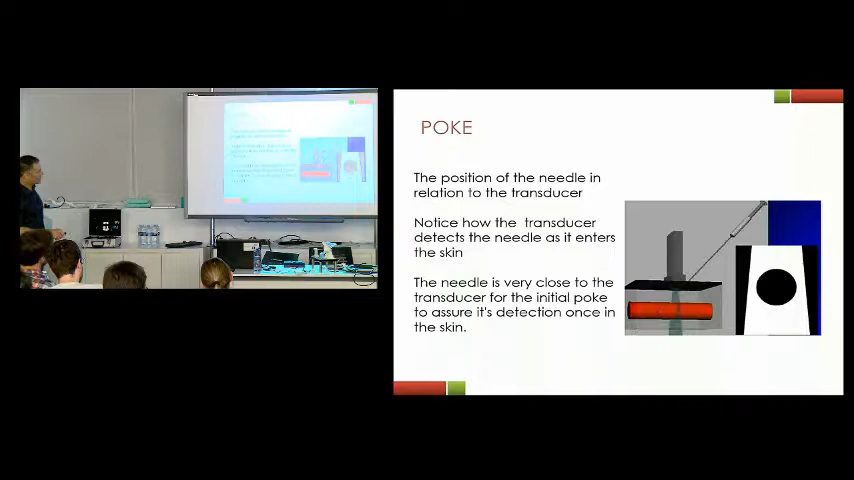 POKE
The position of the needle in
relation to the transducer
Notice how the transducer
detects the needle as it enters
the skin
The needle is very close to the
transducer for the initial poke
to assure it's detection once in
the skin.